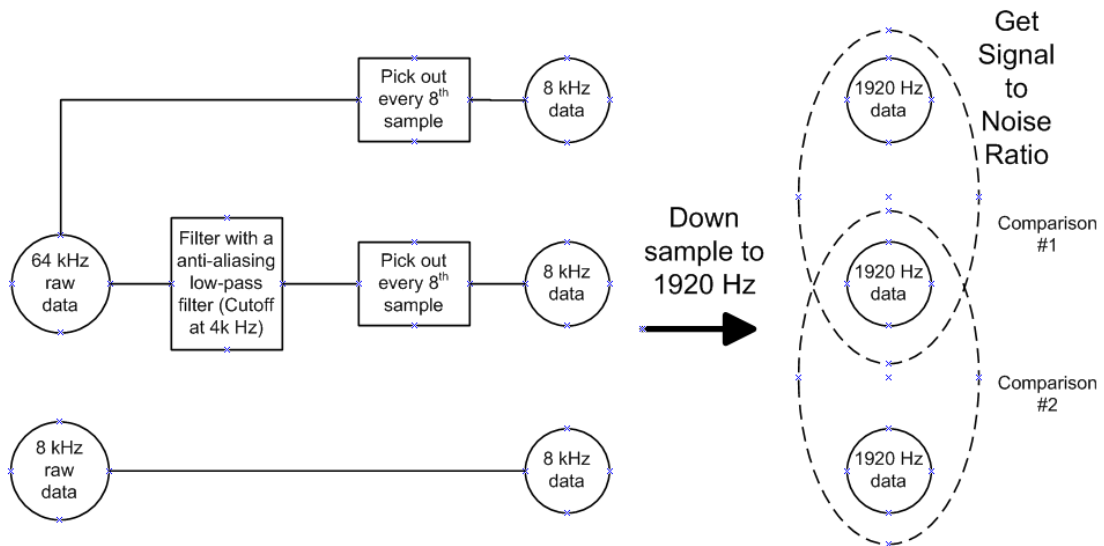 Pick out
every 8th
sample
8 kHz
data
1920 Hz
data
Get
Signal
to
Noise
Ratio
64 kHz
raw
data
Filter with a
anti-aliasing
low-pass
filter (Cutoff
at 4k Hz)
Pick out
every 8th
sample
8 kHz
data
Down
sample to
1920 Hz
1920 Hz
data
Comparison
#1
8 kHz
raw
data
8 kHz
data
1920 Hz
data
Comparison
#2